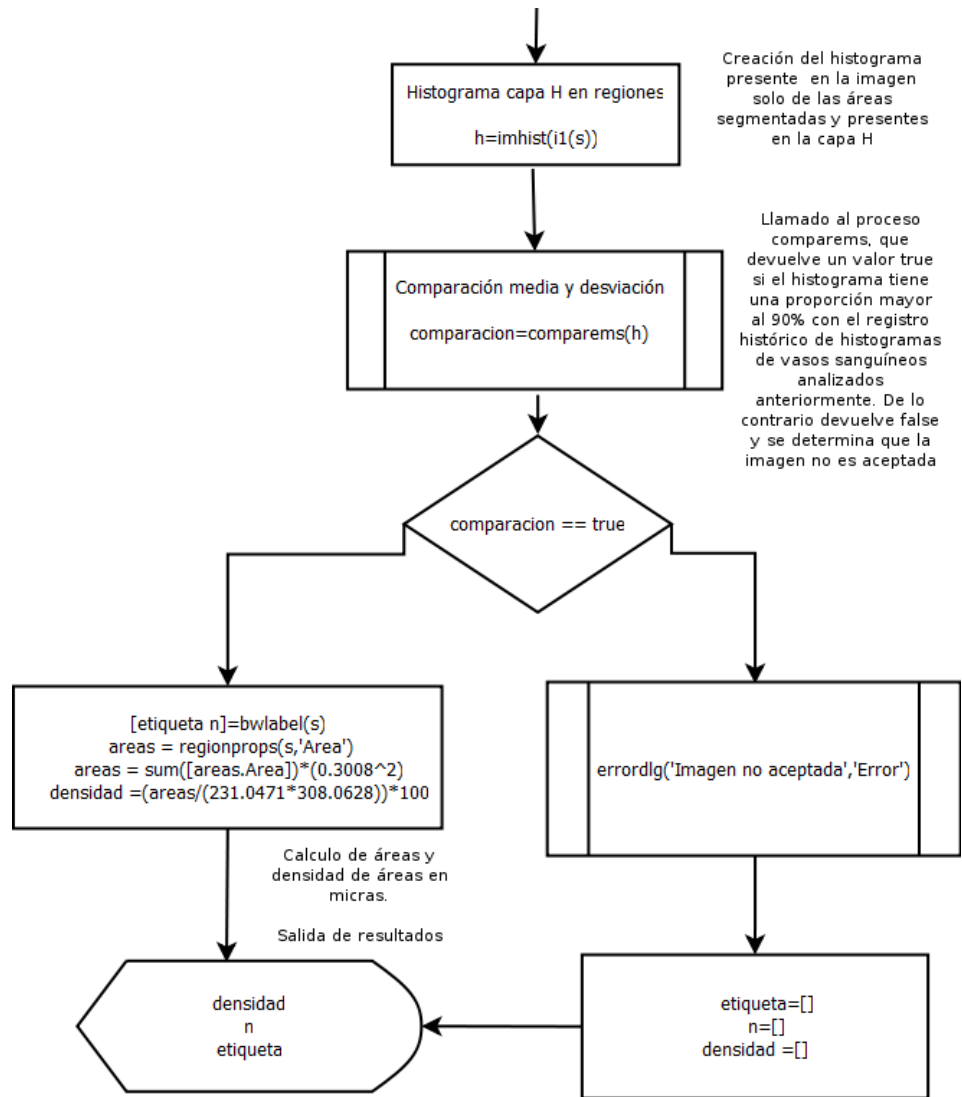 Histograma capa H en regiones
h=imhist(i1(s))
Creación del histograma
presente en la imagen
solo de las áreas
segmentadas y presentes
en la capa H
Comparación media y desviación
comparacion=comparems(h)
Llamado al proceso
comparems, que
devuelve un valor true
si el histograma tiene
una proporción mayor
al 90% con el registro
histórico de histogramas
de vasos sanguíneos
analizados
anteriormente. De lo
contrario devuelve false
y se determina que la
imagen no es aceptada
comparacion == true
[etiqueta n]=bwlabel(s)
areas = regionprops(s,'Area')
areas = sum([areas.Area])*(0.3008^2)
densidad =(areas/(231.0471*308.0628))*100
errordlg('Imagen no aceptada','Error')
Calculo de áreas y
densidad de áreas en
micras.
Salida de resultados
densidad
n
etiqueta
etiqueta=[]
n=[]
densidad =[]